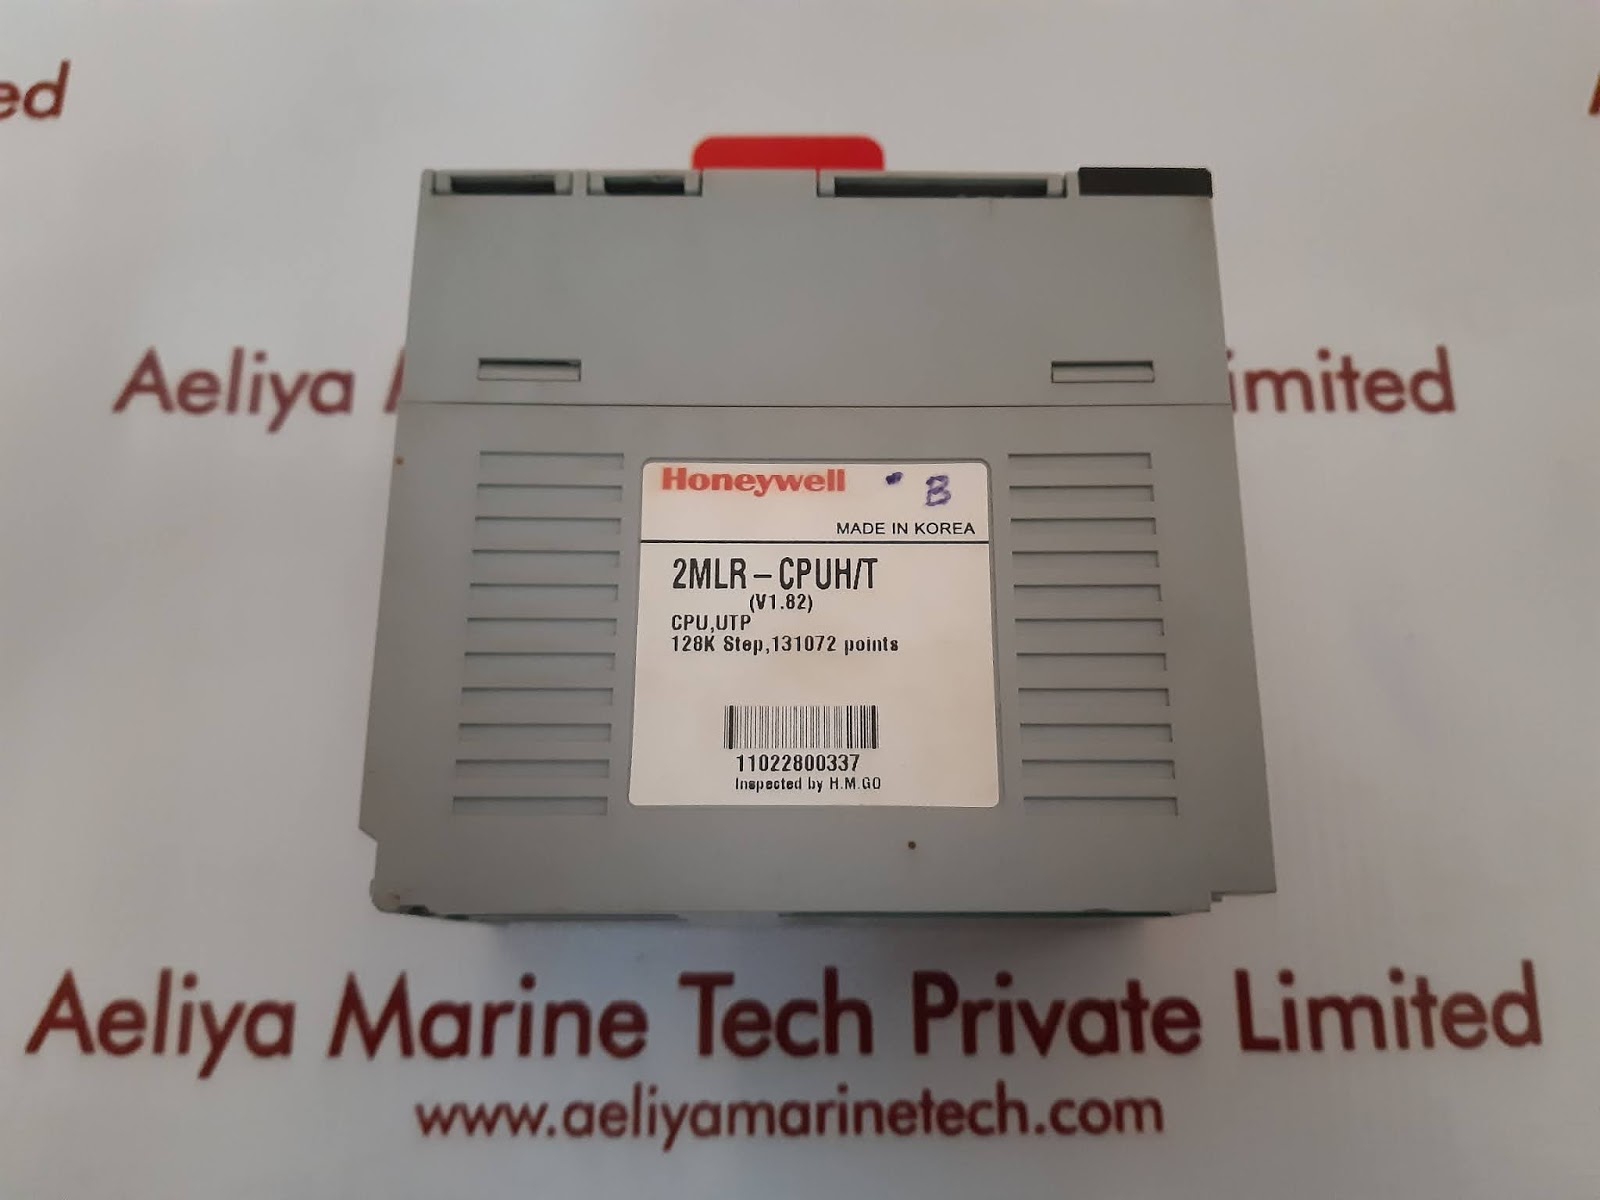 ed
Aeliya
imited
Honeywell
B
MADE IN KOREA
2MLR-CPUH/T
(V1.82)
CPU,UTP
128K Step,131072 points
11022800337
Inspected by H.M.GO
Aeliya Marine Tech Private Limited
www.aeliyamarinetech.com